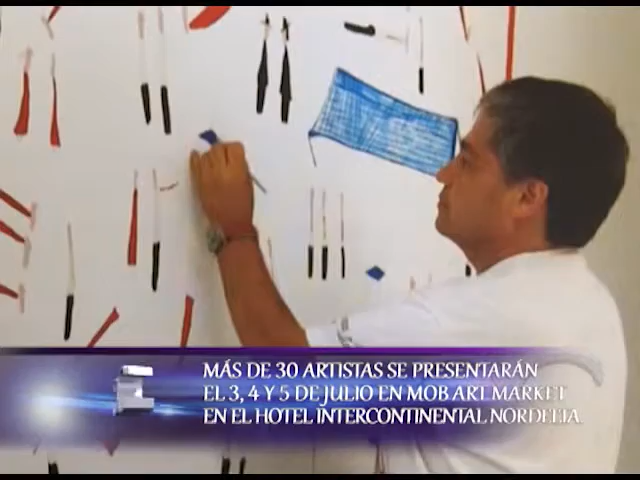 MÁS DE 30 ARTISTAS SE PRESENTARÁN
EL 3, 4 Y 5 DE JULIO EN MOB ART MARKET
EN EL HOTEL INTERCONTINENTAL NORDELTA.